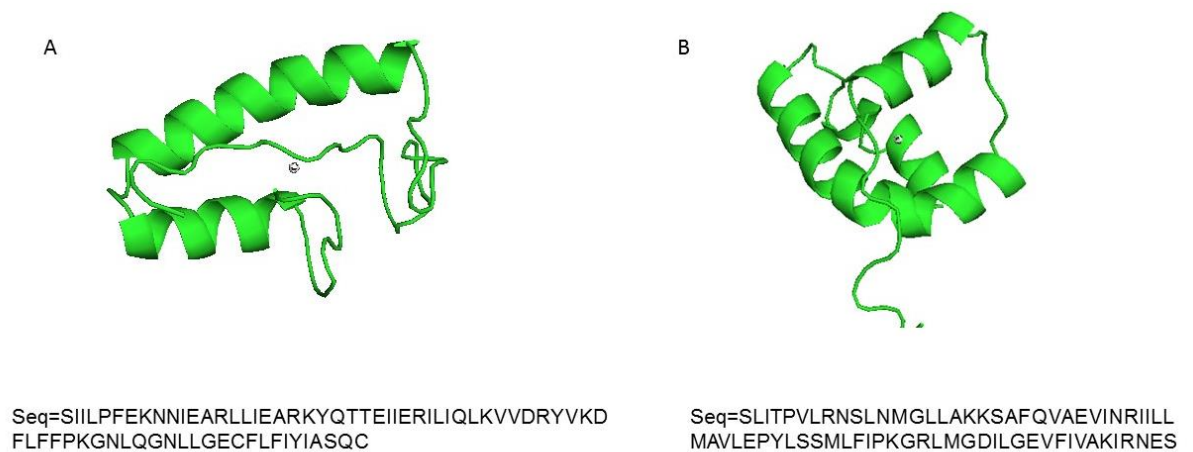 A
B
Seq=SIILPFEKNNIEARLLIEARKYQTTEIIERILIQLKVVDRYVKD
FLFFPKGNLQGNLLGECFLFIYIASQC
Seq=SLITPVLRNSLNMGLLAKKSAFQVAEVINRIILL
MAVLEPYLSSMLFIPKGRLMGDILGEVFIVAKIRNES